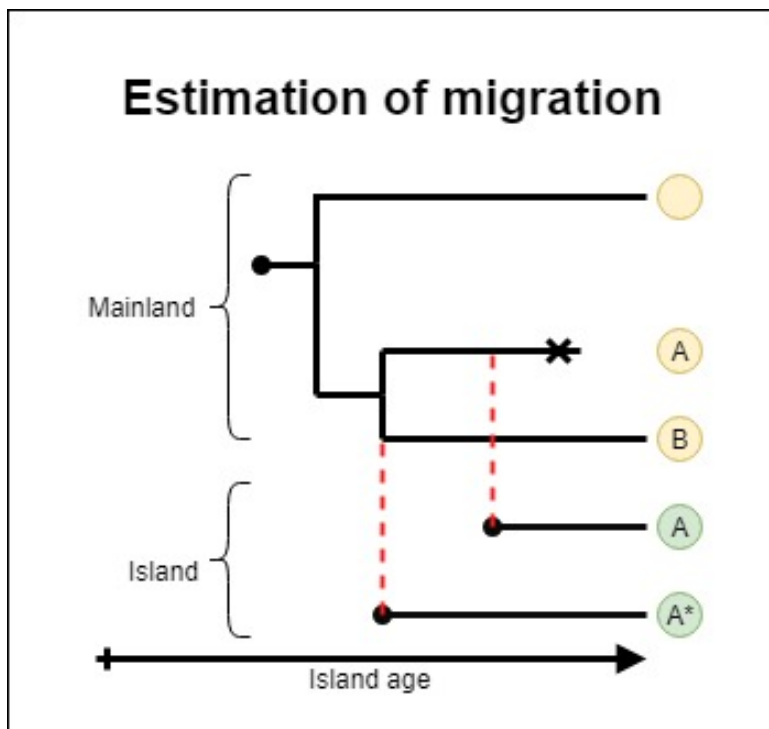 Estimation of migration
Mainland
A
B
Island
A
A*
Island age